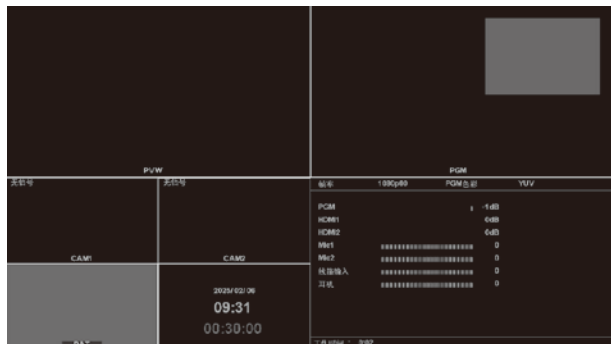 PVW
PGM
无信号
无信号
CAM1
CAM2
2025/02/06
09:31
00:30:00
帧率 1080p60 PGM色彩 YUV
PGM -1dB
HDMI1 0dB
HDMI2 0dB
Mic1 0
Mic2 0
线路输入 0
耳机 0